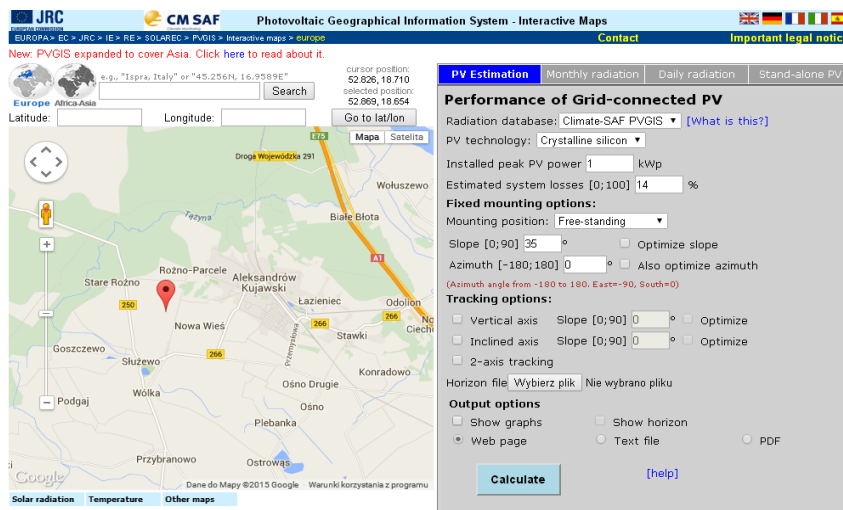 JRC
EUROPEAN COMMISSION
CM SAF
Photovoltaic Geographical Information System - Interactive Maps
EUROPA> EC > JRC > IE > RE> SOLAREC > PVGIS > Interactive maps > europe
Contact
Important legal notic
New: PVGIS expanded to cover Asia. Click here to read about it.
Europe
Africa-Asia
e.g., "Ispra, Italy" or "45.256N, 16.9589E"
Search
cursor position:
52.826, 18.710
selected position:
52.869, 18.654
Latitude:
Longitude:
Go to lat/lon
Mapa
Satelita
E75
Droga Wojewódzka 291
Wołuszewo
Tążyna
Białe Błota
A1
Rożno-Parcele
Aleksandrów
Kujawski
Stare Rożno
250
Łazieniec
Odolion
266
No
Ciech
Nowa Wieś
266
Stawki
Przemysłowa
Goszczewo
266
Służewo
Konradowo
Ośno Drugie
Wólka
Podgaj
Ośno
Plebanka
Przybranowo
Ostrowąs
ci
Google
Dane do Mapy ©2015 Google
Warunki korzystania z programu
Solar radiation
Temperature
Other maps
PV Estimation
Monthly radiation
Daily radiation
Stand-alone PV
Performance of Grid-connected PV
Radiation database: Climate-SAF PVGIS [What is this?]
PV technology: Crystalline silicon
Installed peak PV power 1 kWp
Estimated system losses [0;100] 14 %
Fixed mounting options:
Mounting position: Free-standing
Slope [0;90] 35 º Optimize slope
Azimuth [-180;180] 0 º Also optimize azimuth
(Azimuth angle from -180 to 180. East=-90, South=0)
Tracking options:
Vertical axis Slope [0;90] 0 º Optimize
Inclined axis Slope [0;90] 0 º Optimize
2-axis tracking
Horizon file Wybierz plik Nie wybrano pliku
Output options
Show graphs Show horizon
Web page Text file PDF
Calculate
[help]